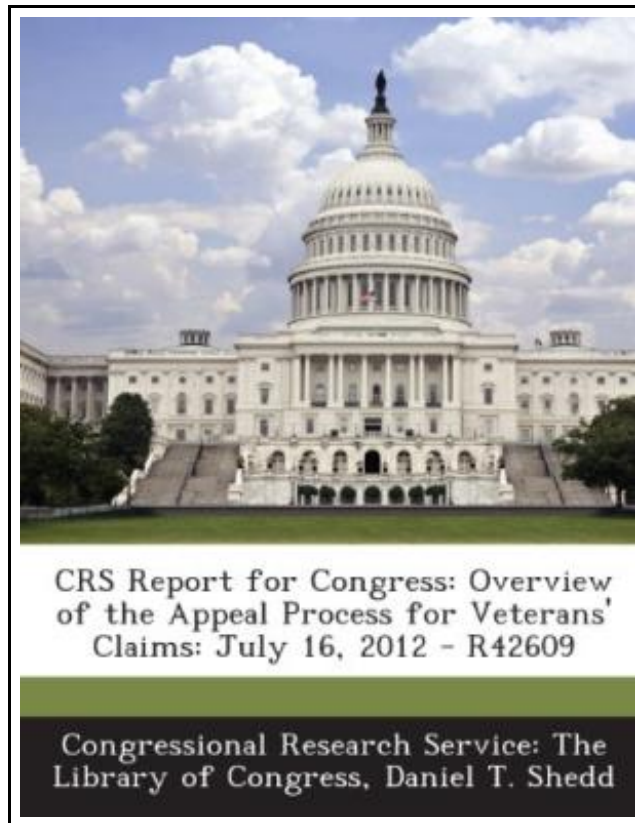 CRS Report for Congress: Overview
of the Appeal Process for Veterans'
Claims: July 16, 2012 - R42609
Congressional Research Service: The
Library of Congress, Daniel T. Shedd